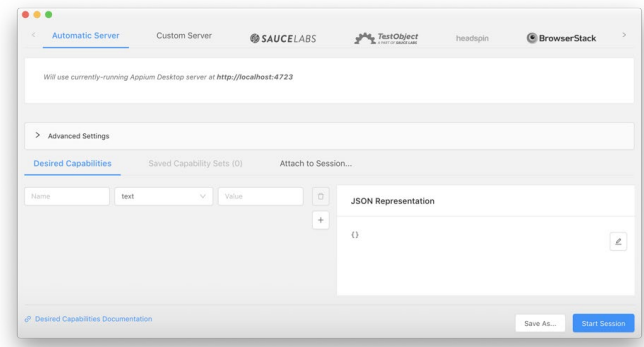 Automatic Server
Custom Server
SAUCELABS
TestObject
A PART OF SAUCE LABS
headspin
BrowserStack
Will use currently-running Appium Desktop server at http://localhost:4723
Advanced Settings
Desired Capabilities
Saved Capability Sets (0)
Attach to Session...
Name
text
Value
JSON Representation
{}
Desired Capabilities Documentation
Save As...
Start Session